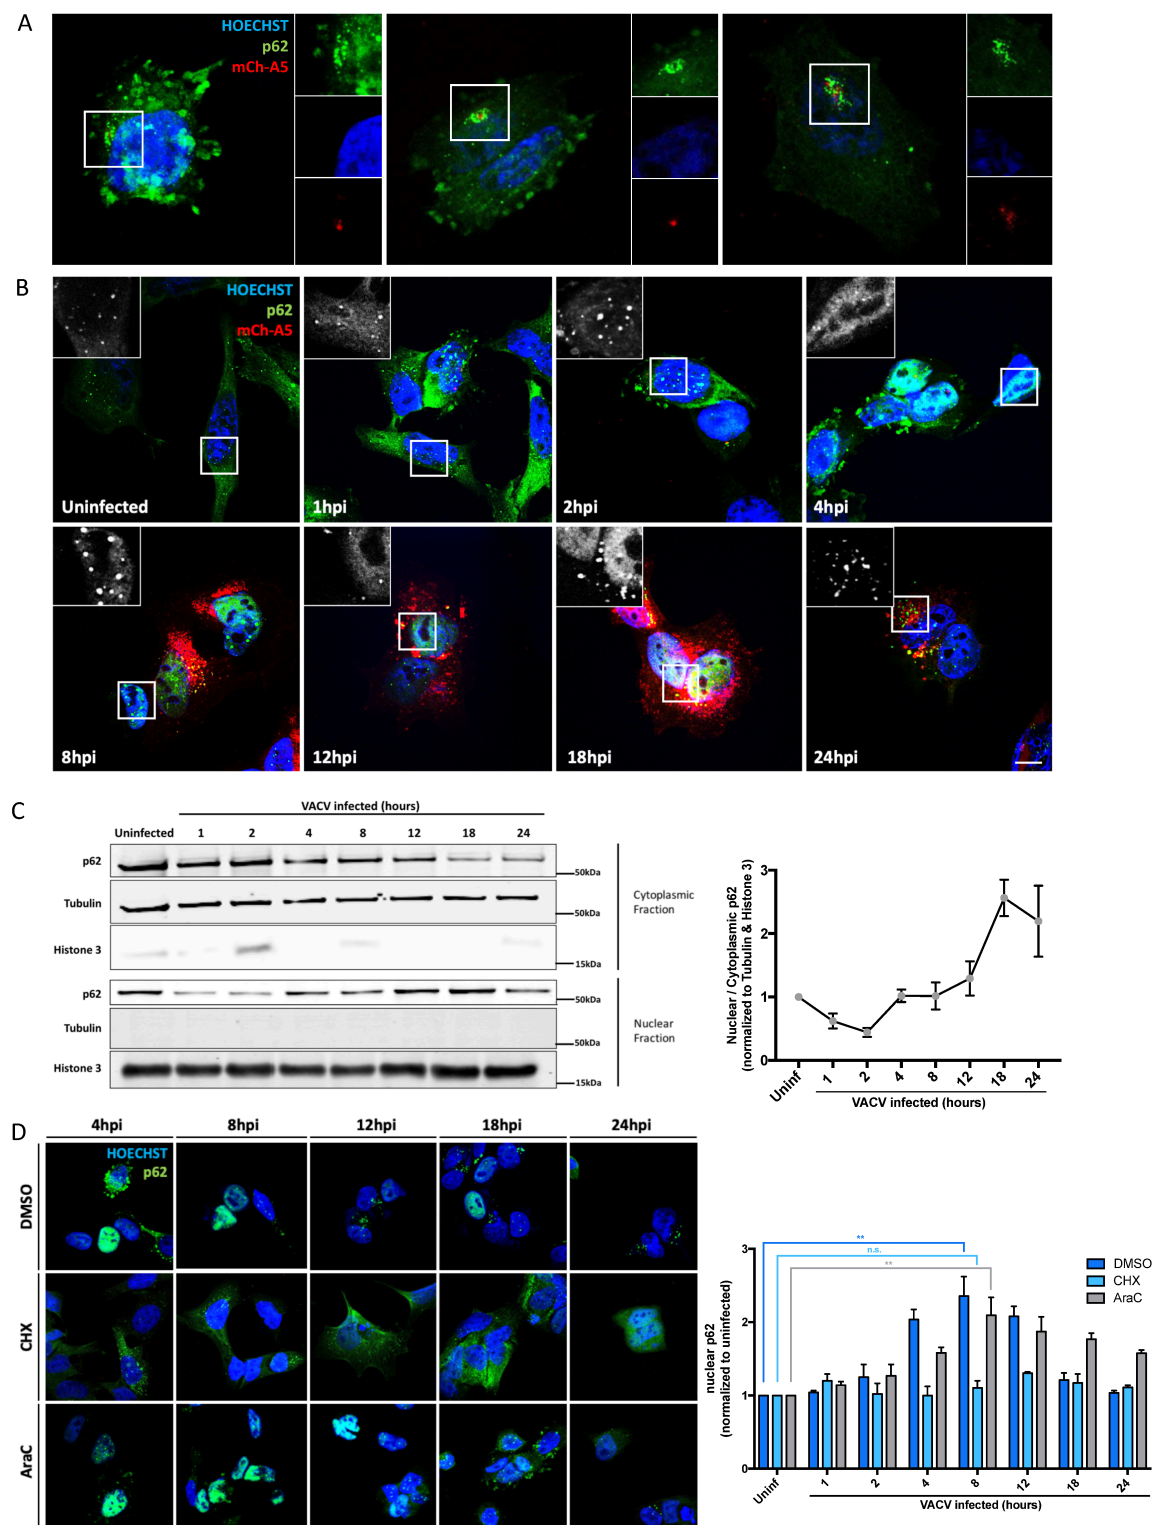 A
HOECHST
p62
mCh-A5
B
HOECHST
p62
mCh-A5
Uninfected
1hpi
2hpi
4hpi
8hpi
12hpi
18hpi
24hpi
C
VACV infected (hours)
Uninfected 1 2 4 8 12 18 24
p62
50kDa
Tubulin
50kDa
Cytoplasmic
Fraction
Histone 3
15kDa
p62
50kDa
Tubulin
50kDa
Nuclear
Fraction
Histone 3
15kDa
Nuclear / Cytoplasmic p62
(normalized to Tubulin & Histone 3)
3
2
1
0
Uninf 1 2 4 8 12 18 24
VACV infected (hours)
D
4hpi 8hpi 12hpi 18hpi 24hpi
HOECHST
p62
DMSO
CHX
AraC
nuclear p62
(normalized to uninfected)
3
2
1
0
**
n.s.
**
DMSO
CHX
AraC
Uninf 1 2 4 8 12 18 24
VACV infected (hours)